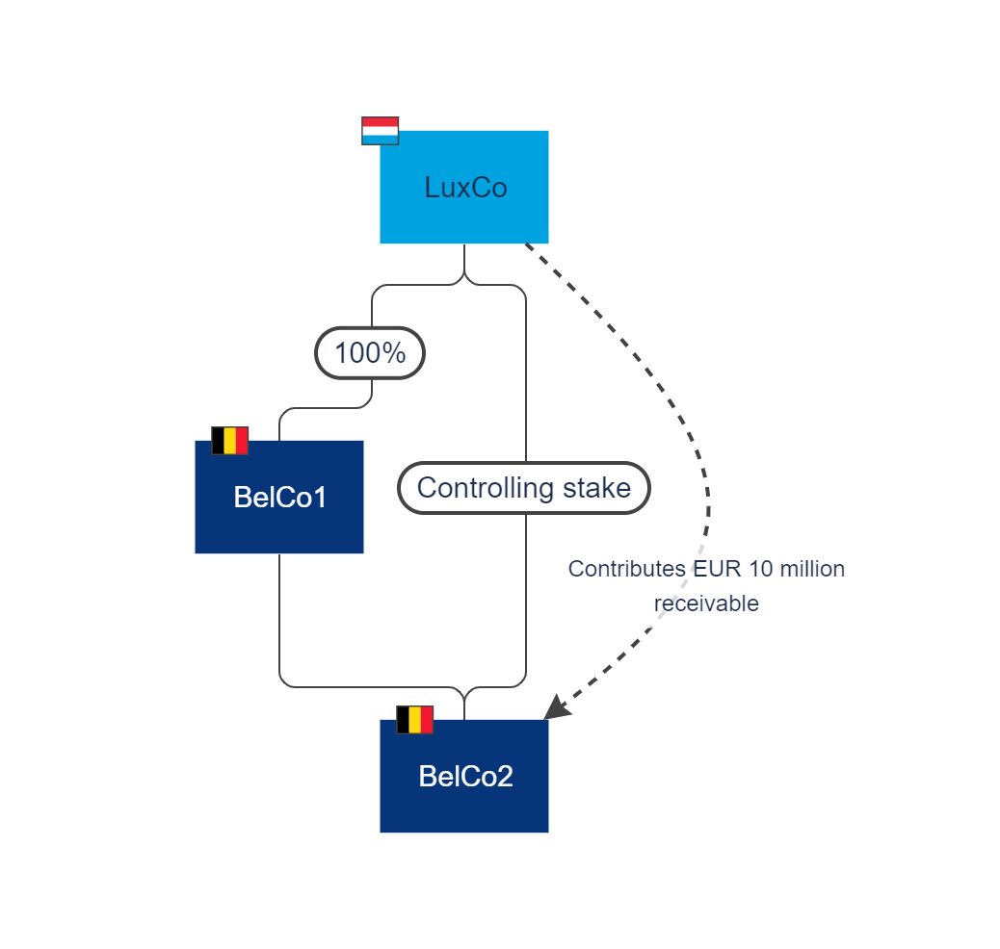 LuxCo
100%
Controlling stake
BelCo1
Contributes EUR 10 million
receivable
BelCo2